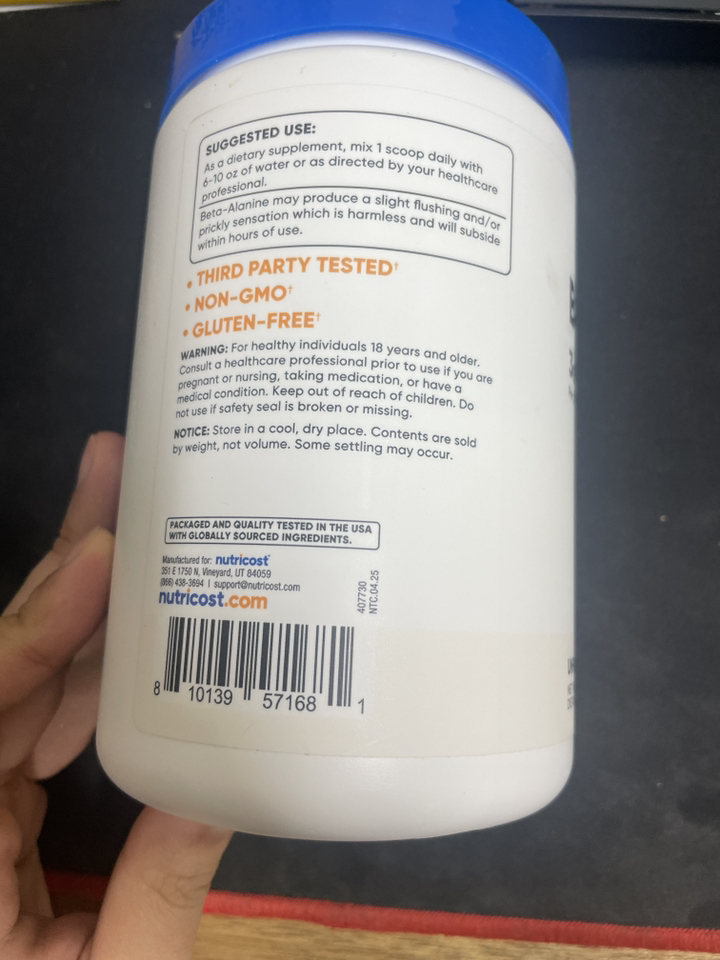 SUGGESTED USE:
As a dietary supplement, mix 1 scoop daily with
6-10 oz of water or as directed by your healthcare
professional.
Beta-Alanine may produce a slight flushing and/or
prickly sensation which is harmless and will subside
within hours of use.
• THIRD PARTY TESTED†
• NON-GMO†
• GLUTEN-FREE†
WARNING: For healthy individuals 18 years and older.
Consult a healthcare professional prior to use if you are
pregnant or nursing, taking medication, or have a
medical condition. Keep out of reach of children. Do
not use if safety seal is broken or missing.
NOTICE: Store in a cool, dry place. Contents are sold
by weight, not volume. Some settling may occur.
PACKAGED AND QUALITY TESTED IN THE USA
WITH GLOBALLY SOURCED INGREDIENTS.
Manufactured for: nutricost
351 E 1750 N, Vineyard, UT 84059
(866) 438-3694 | support@nutricost.com
nutricost.com
407730
NTC.04.25
8 10139 57168 1